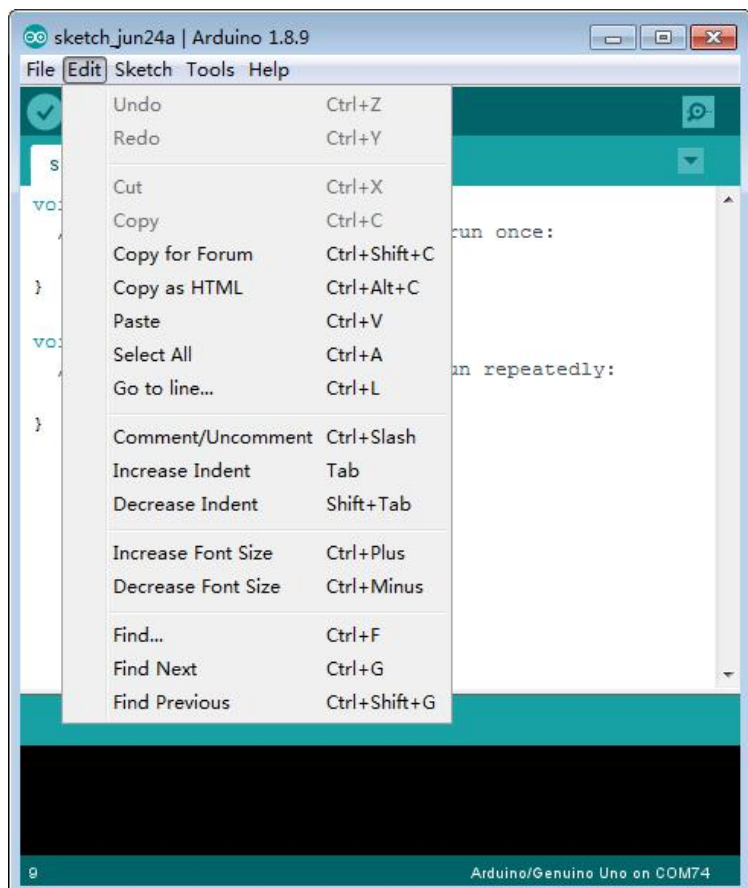 sketch_jun24a | Arduino 1.8.9
File Edit Sketch Tools Help
Undo Ctrl+Z
Redo Ctrl+Y
Cut Ctrl+X
Copy Ctrl+C
Copy for Forum Ctrl+Shift+C
Copy as HTML Ctrl+Alt+C
Paste Ctrl+V
Select All Ctrl+A
Go to line... Ctrl+L
Comment/Uncomment Ctrl+Slash
Increase Indent Tab
Decrease Indent Shift+Tab
Increase Font Size Ctrl+Plus
Decrease Font Size Ctrl+Minus
Find... Ctrl+F
Find Next Ctrl+G
Find Previous Ctrl+Shift+G
s
voi
run once:
}
voi
un repeatedly:
}
9 Arduino/Genuino Uno on COM74